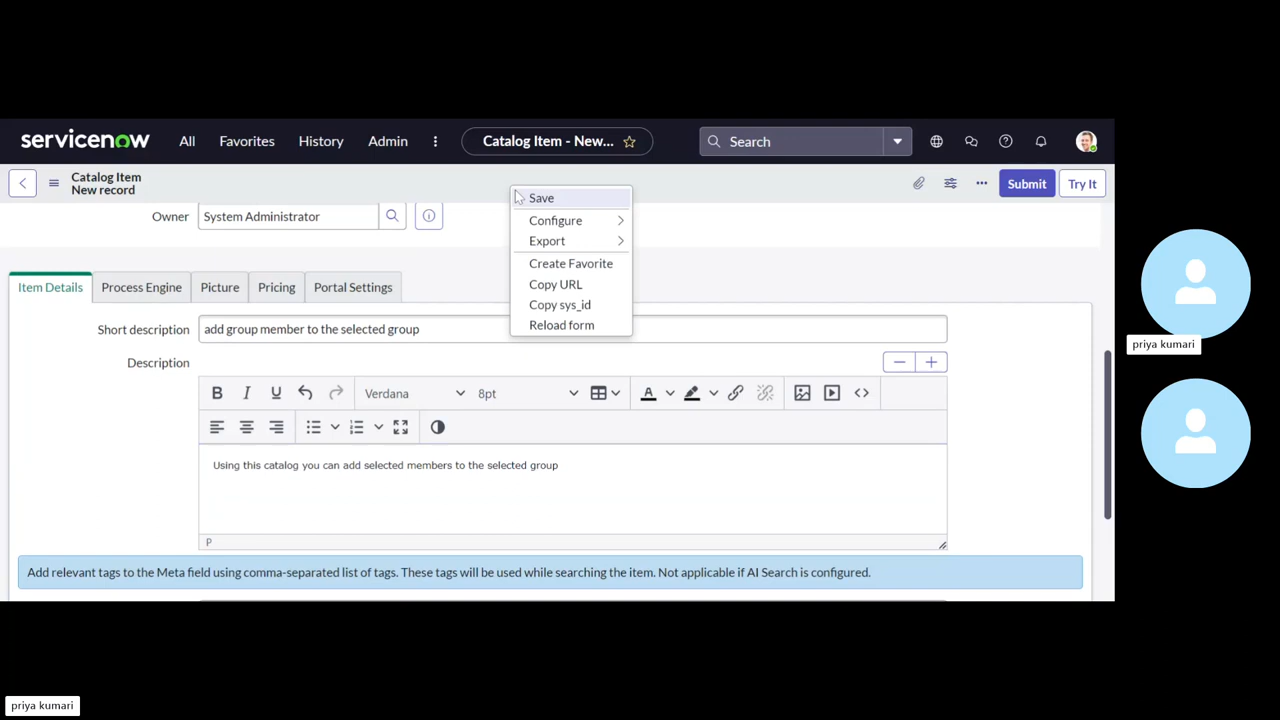 servicenow
All
Favorites
History
Admin
Catalog Item - New...
Search
Catalog Item
New record
Submit
Try It
Owner
System Administrator
Save
Configure
Export
Create Favorite
Copy URL
Copy sys_id
Reload form
Item Details
Process Engine
Picture
Pricing
Portal Settings
Short description
add group member to the selected group
Description
B I U
Verdana
8pt
A
Using this catalog you can add selected members to the selected group
P
Add relevant tags to the Meta field using comma-separated list of tags. These tags will be used while searching the item. Not applicable if AI Search is configured.
priya kumari
priya kumari